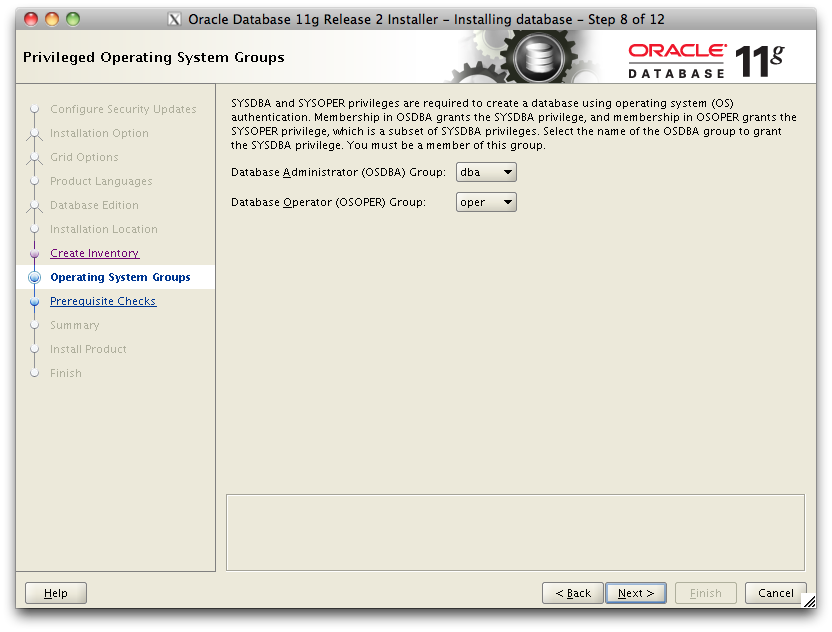 Oracle Database 11g Release 2 Installer - Installing database - Step 8 of 12
Privileged Operating System Groups
ORACLE
DATABASE
11g
Configure Security Updates
Installation Option
Grid Options
Product Languages
Database Edition
Installation Location
Create Inventory
Operating System Groups
Prerequisite Checks
Summary
Install Product
Finish
SYSDBA and SYSOPER privileges are required to create a database using operating system (OS)
authentication. Membership in OSDBA grants the SYSDBA privilege, and membership in OSOPER grants the
SYSOPER privilege, which is a subset of SYSDBA privileges. Select the name of the OSDBA group to grant
the SYSDBA privilege. You must be a member of this group.
Database Administrator (OSDBA) Group: dba
Database Operator (OSOPER) Group: oper
Help
< Back
Next >
Finish
Cancel